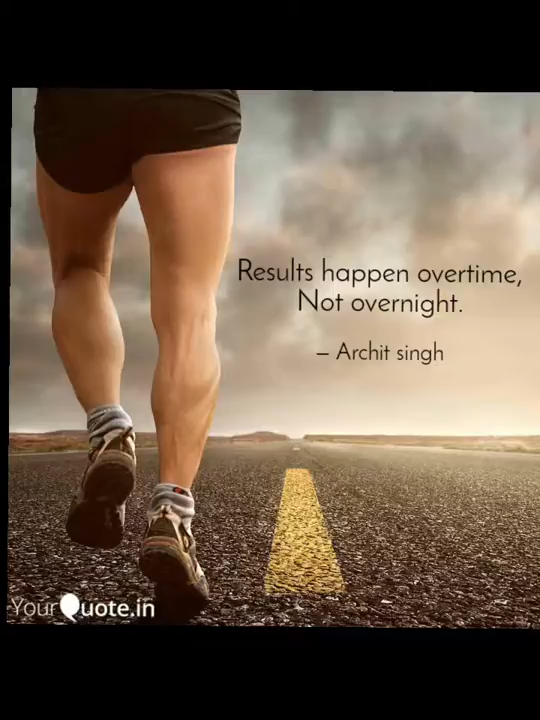 Results happen overtime,
Not overnight.
– Archit singh
YourQuote.in